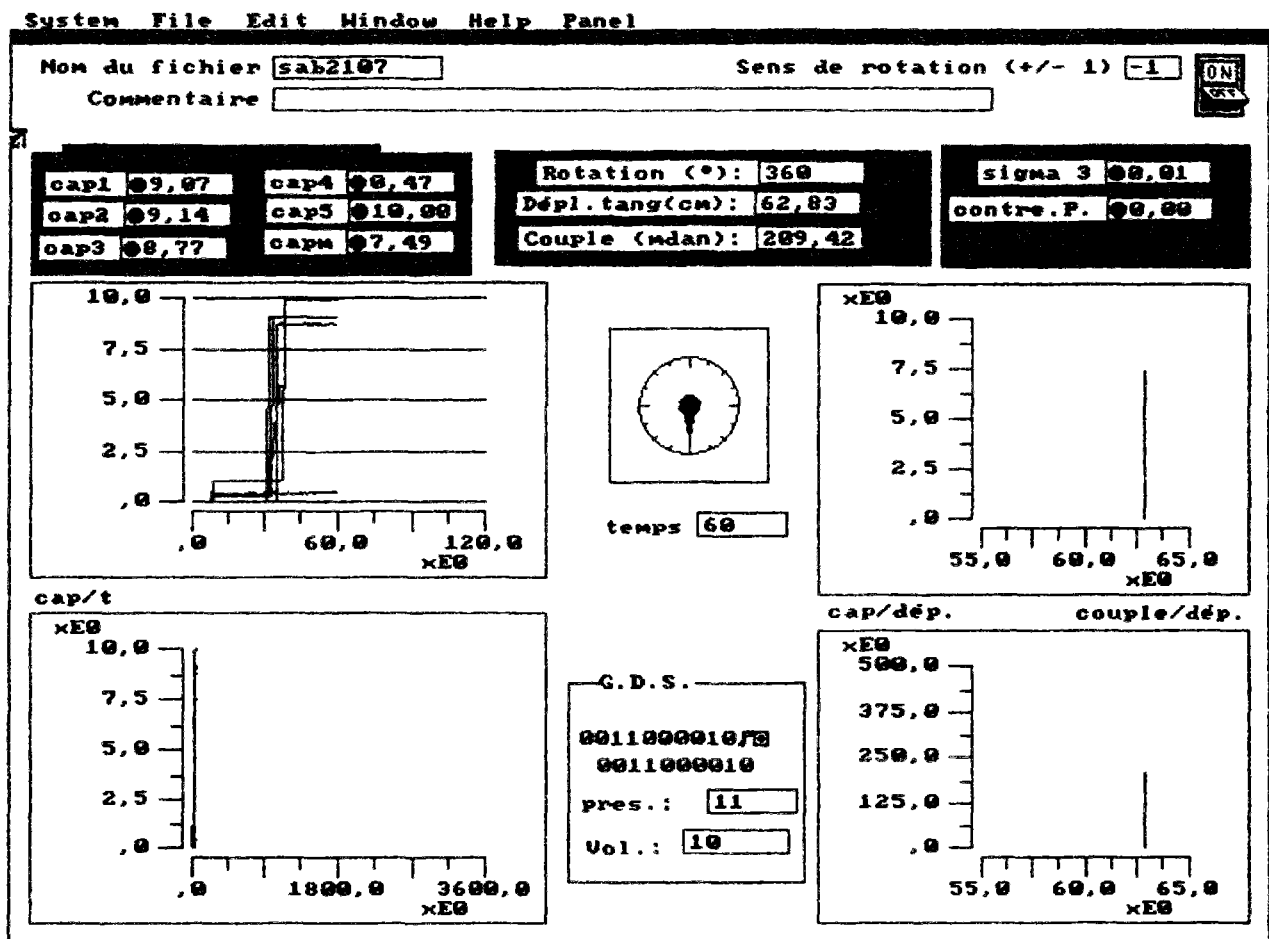 System File Edit Window Help Panel
Nom du fichier sab2107
Sens de rotation (+/- 1) -1
ON
OFF
Commentaire
cap1 9,07
cap4 0,47
cap2 9,14
cap5 10,00
cap3 8,77
capm 7,49
Rotation (°): 360
Dépl.tang(cm): 62,83
Couple (mdan): 209,42
sigma 3 0,01
contre.P. 0,00
10,0
7,5
5,0
2,5
,0
,0 60,0 120,0
xE0
cap/t
temps 60
xE0
10,0
7,5
5,0
2,5
,0
55,0 60,0 65,0
xE0
cap/dép. couple/dép.
xE0
10,0
7,5
5,0
2,5
,0
,0 1800,0 3600,0
xE0
G.D.S.
0011000010
0011000010
pres.: 11
Vol.: 10
xE0
500,0
375,0
250,0
125,0
,0
55,0 60,0 65,0
xE0